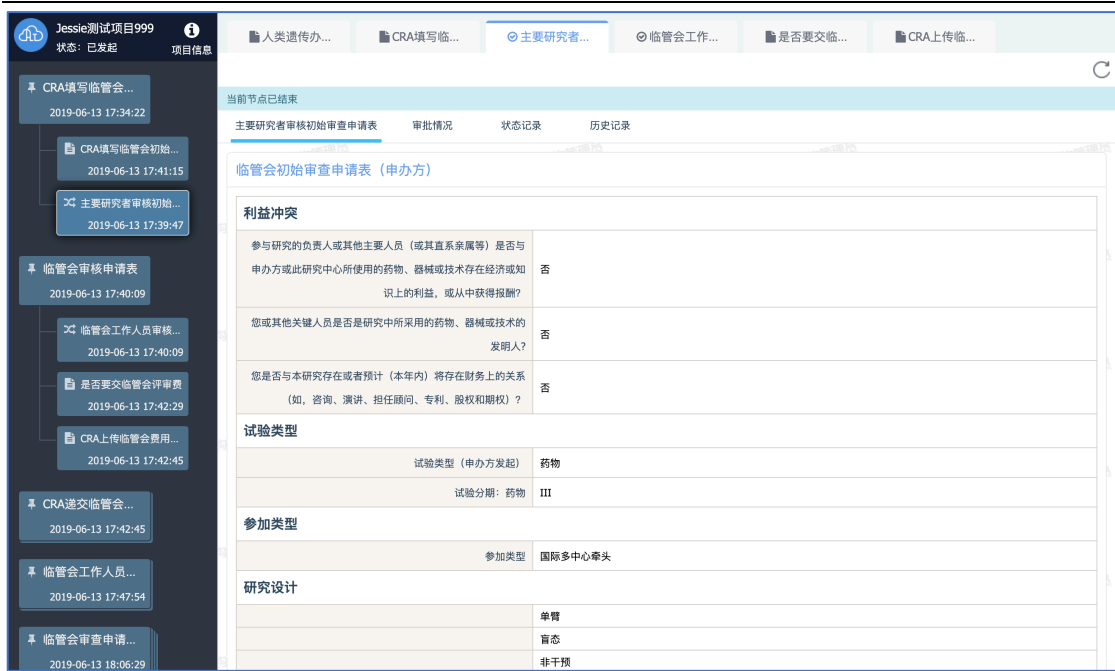 Jessie测试项目999
状态：已发起
项目信息
CRA填写临管会...
2019-06-13 17:34:22
CRA填写临管会初始...
2019-06-13 17:41:15
主要研究者审核初始...
2019-06-13 17:39:47
临管会审核申请表
2019-06-13 17:40:09
临管会工作人员审核...
2019-06-13 17:40:09
是否要交临管会评审费
2019-06-13 17:42:29
CRA上传临管会费用...
2019-06-13 17:42:45
CRA递交临管会...
2019-06-13 17:42:45
临管会工作人员...
2019-06-13 17:47:54
临管会审查申请...
2019-06-13 18:06:29
人类遗传办... CRA填写临... 主要研究者... 临管会工作... 是否要交临... CRA上传临...
当前节点已结束
主要研究者审核初始审查申请表 审批情况 状态记录 历史记录
临管会初始审查申请表（申办方）
利益冲突
参与研究的负责人或其他主要人员（或其直系亲属等）是否与
申办方或此研究中心所使用的药物、器械或技术存在经济或知
识上的利益，或从中获得报酬？
否
您或其他关键人员是否是研究中所采用的药物、器械或技术的
发明人？
否
您是否与本研究存在或者预计（本年内）将存在财务上的关系
（如，咨询、演讲、担任顾问、专利、股权和期权）？
否
试验类型
试验类型（申办方发起） 药物
试验分期：药物 III
参加类型
参加类型 国际多中心牵头
研究设计
单臂
盲态
非干预